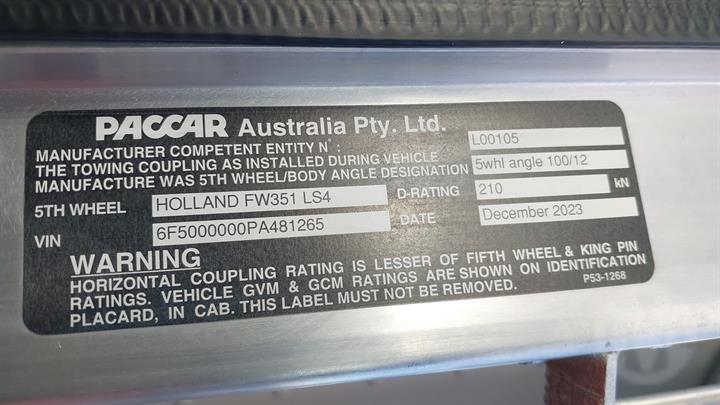 PACCAR Australia Pty. Ltd.
MANUFACTURER COMPETENT ENTITY N° : L00105
THE TOWING COUPLING AS INSTALLED DURING VEHICLE
MANUFACTURE WAS 5TH WHEEL/BODY ANGLE DESIGNATION 5whl angle 100/12
5TH WHEEL HOLLAND FW351 LS4 D-RATING 210 kN
VIN 6F5000000PA481265 DATE December 2023
WARNING
HORIZONTAL COUPLING RATING IS LESSER OF FIFTH WHEEL & KING PIN
RATINGS. VEHICLE GVM & GCM RATINGS ARE SHOWN ON IDENTIFICATION
PLACARD, IN CAB. THIS LABEL MUST NOT BE REMOVED. P53-1268